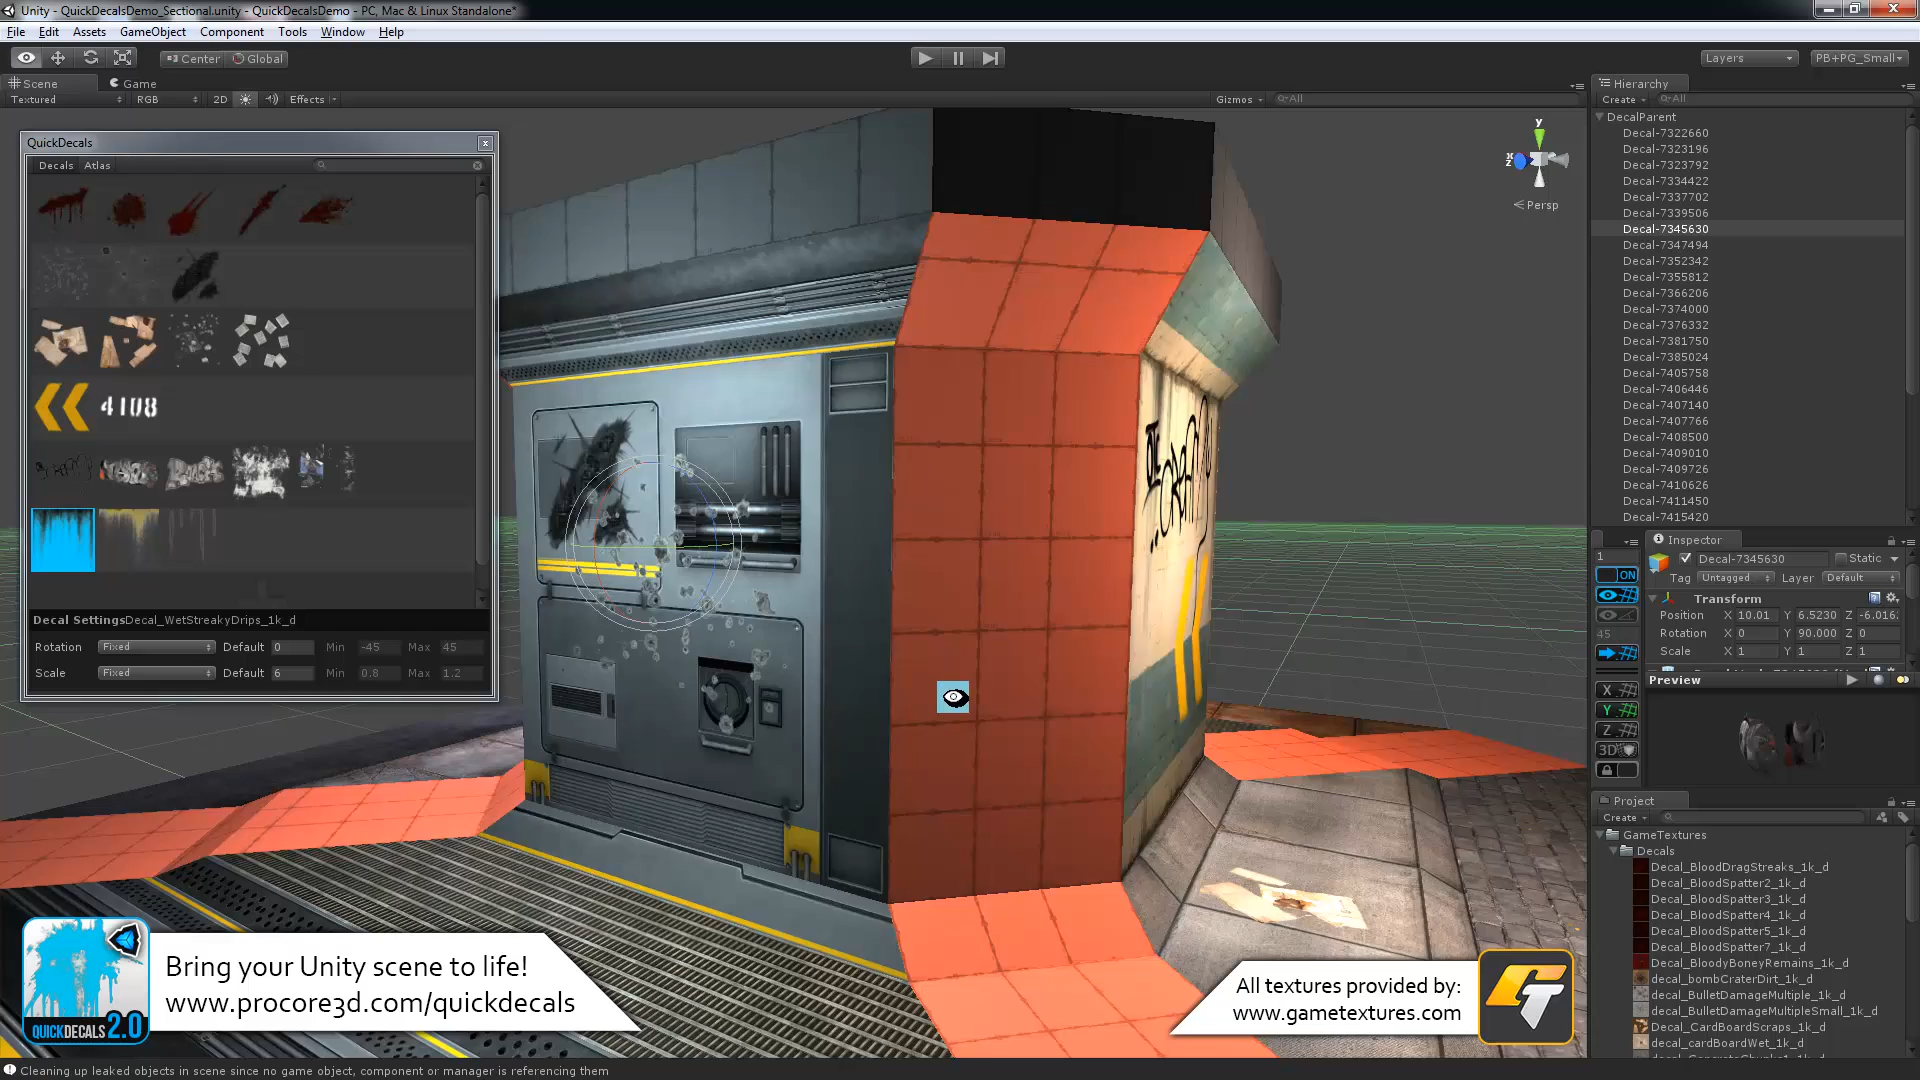 Unity - QuickDecalsDemo_Sectional.unity - QuickDecalsDemo - PC, Mac & Linux Standalone*
File Edit Assets GameObject Component Tools Window Help
Center Global
Layers PB+PG_Small
Scene Game
Textured RGB 2D Effects Gizmos All
QuickDecals
Decals Atlas
4108
Decal SettingsDecal_WetStreakyDrips_1k_d
Rotation Fixed Default 0 Min -45 Max 45
Scale Fixed Default 6 Min 0.8 Max 1.2
y
Persp
Hierarchy
Create All
DecalParent
Decal-7322660
Decal-7323196
Decal-7323792
Decal-7334422
Decal-7337702
Decal-7339506
Decal-7345630
Decal-7347494
Decal-7352342
Decal-7355812
Decal-7366206
Decal-7374000
Decal-7376332
Decal-7381750
Decal-7385024
Decal-7405758
Decal-7406446
Decal-7407140
Decal-7407766
Decal-7408500
Decal-7409010
Decal-7409726
Decal-7410626
Decal-7411450
Decal-7415420
1
ON
45
X
Y
Z
3D
Inspector
Decal-7345630 Static
Tag Untagged Layer Default
Transform
Position X 10.01 Y 6.5230 Z -6.016
Rotation X 0 Y 90.000 Z 0
Scale X 1 Y 1 Z 1
Preview
Project
Create
GameTextures
Decals
Decal_BloodDragStreaks_1k_d
Decal_BloodSpatter2_1k_d
Decal_BloodSpatter3_1k_d
Decal_BloodSpatter4_1k_d
Decal_BloodSpatter5_1k_d
Decal_BloodSpatter7_1k_d
Decal_BloodyBoneyRemains_1k_d
decal_bombCraterDirt_1k_d
decal_BulletDamageMultiple_1k_d
decal_BulletDamageMultipleSmall_1k_d
Decal_CardBoardScraps_1k_d
decal_cardBoardWet_1k_d
QUICKDECALS 2.0
Bring your Unity scene to life!
www.procore3d.com/quickdecals
All textures provided by:
www.gametextures.com
GT
Cleaning up leaked objects in scene since no game object, component or manager is referencing them